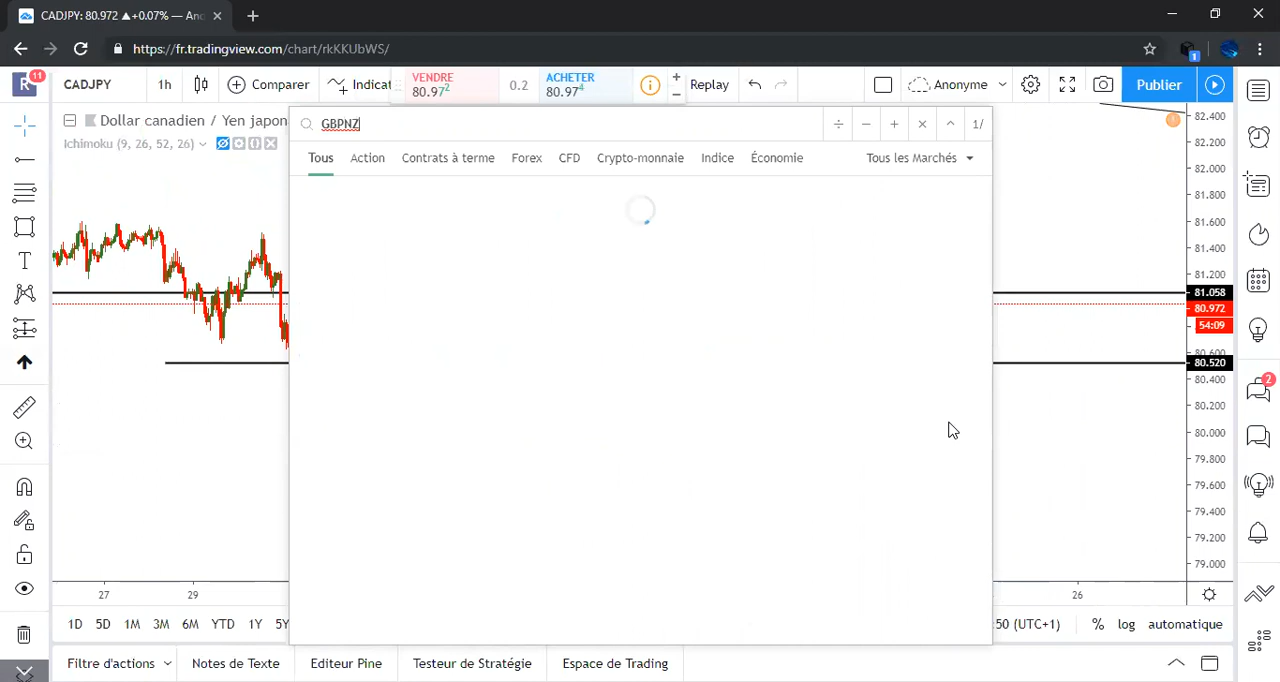 CADJPY: 80.972 ▲+0.07% — Ano
https://fr.tradingview.com/chart/rkKKUbWS/
11
CADJPY
1h
Comparer
Indicat
VENDRE
80.972
0.2
ACHETER
80.974
Replay
Anonyme
Publier
1
Dollar canadien / Yen japon
Ichimoku (9, 26, 52, 26)
GBPNZ
÷ − + × ^ 1/
Tous
Action
Contrats à terme
Forex
CFD
Crypto-monnaie
Indice
Économie
Tous les Marchés
82.400
82.200
82.000
81.800
81.600
81.400
81.200
81.058
80.972
54:09
80.600
80.520
80.400
80.200
80.000
79.800
79.600
79.400
79.200
79.000
2
27
29
26
1D 5D 1M 3M 6M YTD 1Y 5Y
:50 (UTC+1)
%
log
automatique
Filtre d'actions
Notes de Texte
Editeur Pine
Testeur de Stratégie
Espace de Trading